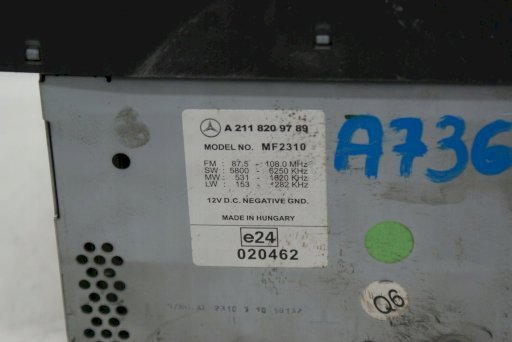 A 211 820 97 89
MODEL NO. MF2310
FM : 87.5 - 108.0 MHz
SW : 5800 - 6250 KHz
MW : 531 - 1620 KHz
LW : 153 - 282 KHz
12V D.C. NEGATIVE GND.
MADE IN HUNGARY
e24
020462
A736
Q6